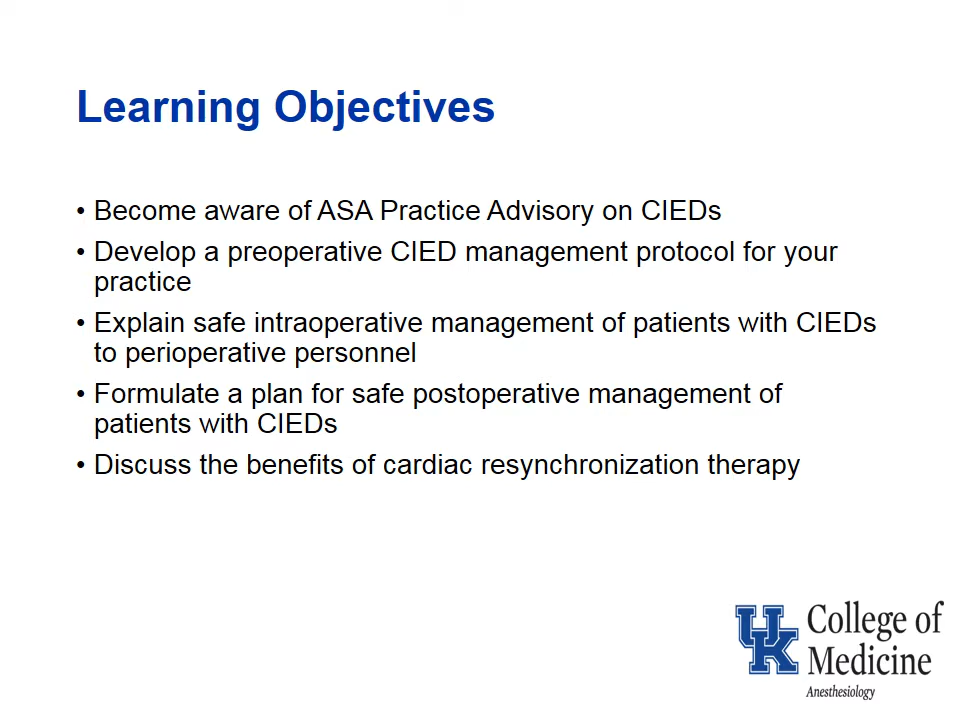 Learning Objectives
• Become aware of ASA Practice Advisory on CIEDs
• Develop a preoperative CIED management protocol for your
practice
• Explain safe intraoperative management of patients with CIEDs
to perioperative personnel
• Formulate a plan for safe postoperative management of
patients with CIEDs
• Discuss the benefits of cardiac resynchronization therapy
UK
College of
Medicine
Anesthesiology